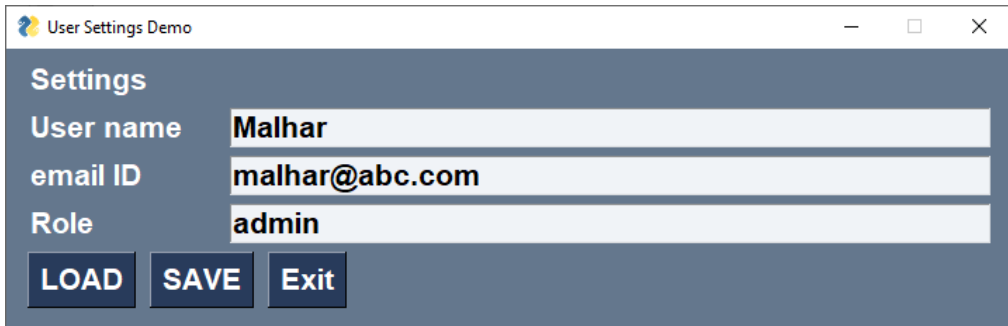 User Settings Demo
Settings
User name Malhar
email ID malhar@abc.com
Role admin
LOAD SAVE Exit